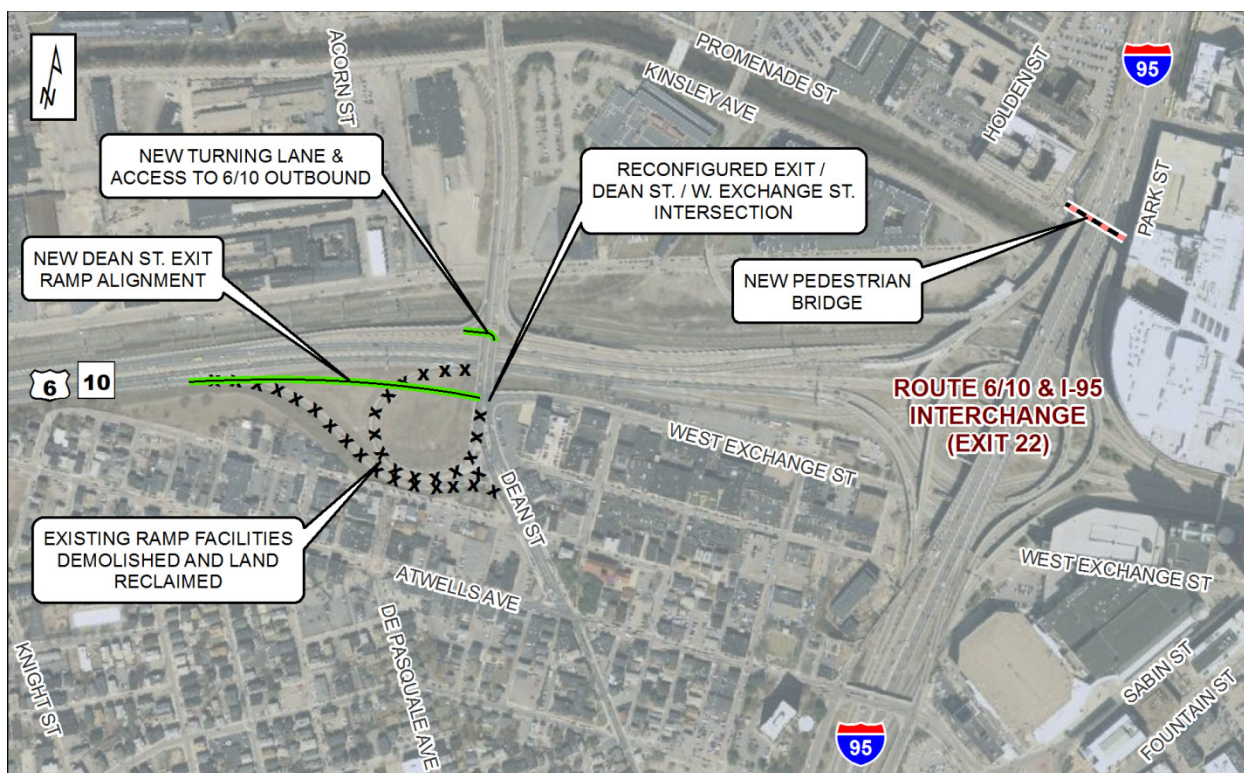 N
ACORN ST
PROMENADE ST
KINSLEY AVE
HOLDEN ST
95
PARK ST
NEW TURNING LANE &
ACCESS TO 6/10 OUTBOUND
RECONFIGURED EXIT /
DEAN ST. / W. EXCHANGE ST.
INTERSECTION
NEW DEAN ST. EXIT
RAMP ALIGNMENT
NEW PEDESTRIAN
BRIDGE
6
10
ROUTE 6/10 & I-95
INTERCHANGE
(EXIT 22)
WEST EXCHANGE ST
DEAN ST
EXISTING RAMP FACILITIES
DEMOLISHED AND LAND
RECLAIMED
ATWELLS AVE
WEST EXCHANGE ST
KNIGHT ST
DE PASQUALE AVE
SABIN ST
FOUNTAIN ST
95